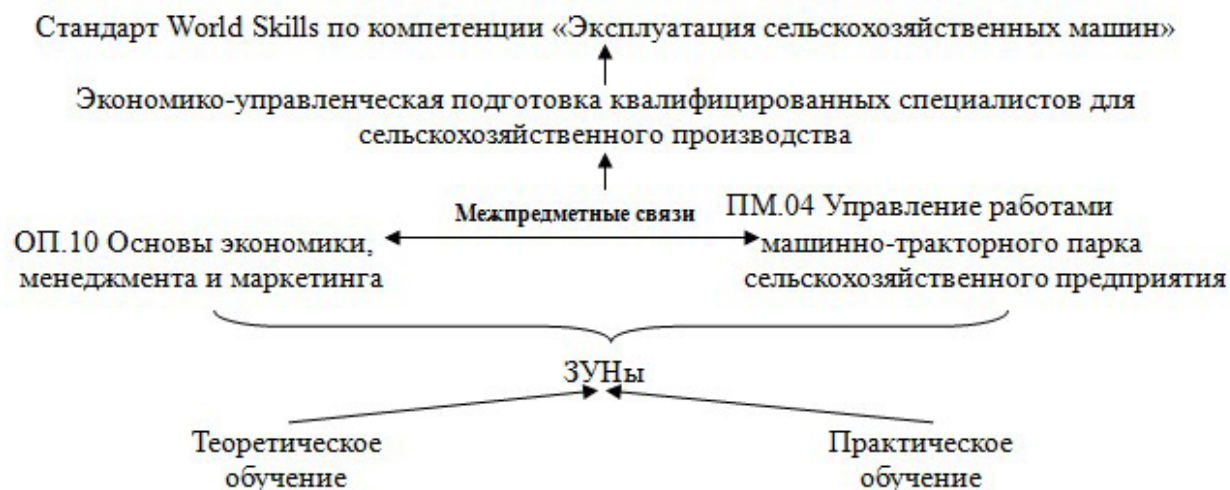 Стандарт World Skills по компетенции «Эксплуатация сельскохозяйственных машин»
Экономико-управленческая подготовка квалифицированных специалистов для
сельскохозяйственного производства
Межпредметные связи
ОП.10 Основы экономики,
менеджмента и маркетинга
ПМ.04 Управление работами
машинно-тракторного парка
сельскохозяйственного предприятия
ЗУНы
Теоретическое
обучение
Практическое
обучение